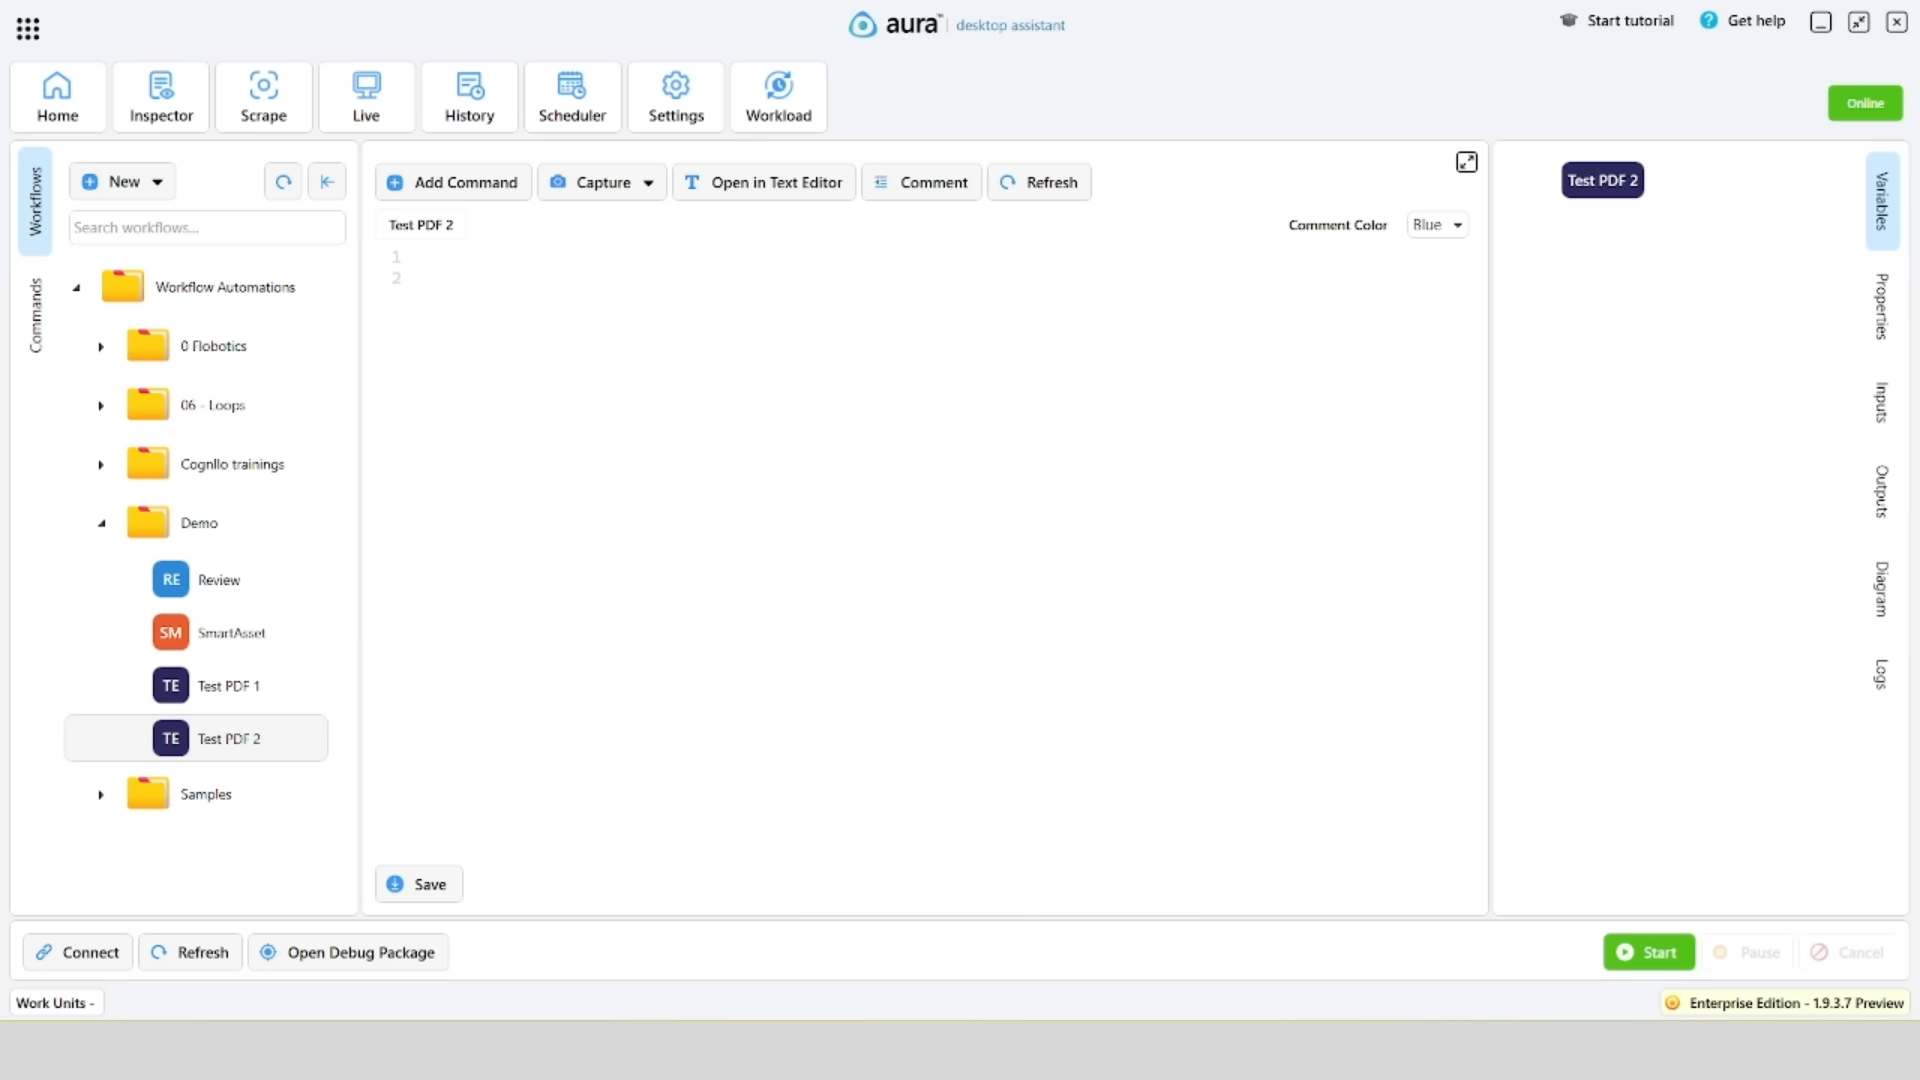 aura™ desktop assistant
Start tutorial
Get help
Home
Inspector
Scrape
Live
History
Scheduler
Settings
Workload
Online
Workflows
Commands
New
Search workflows...
Workflow Automations
0 Flobotics
06 - Loops
Cognilo trainings
Demo
RE Review
SM SmartAsset
TE Test PDF 1
TE Test PDF 2
Samples
Add Command
Capture
Open in Text Editor
Comment
Refresh
Test PDF 2
Comment Color
Blue
1
2
Save
Test PDF 2
Variables
Properties
Inputs
Outputs
Diagram
Logs
Connect
Refresh
Open Debug Package
Start
Pause
Cancel
Work Units -
Enterprise Edition - 1.9.3.7 Preview